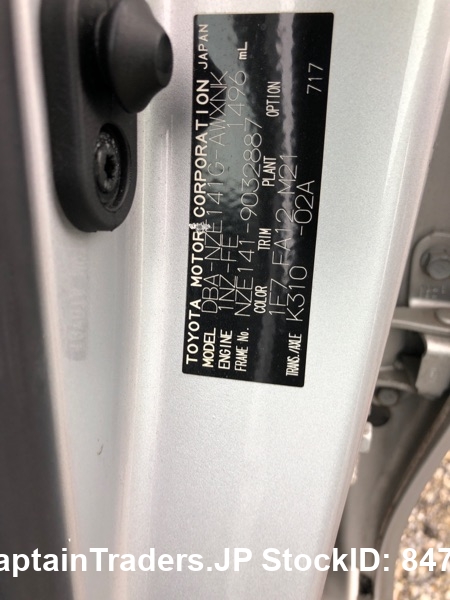 TOYOTA MOTOR CORPORATION JAPAN
MODEL DBA-NZE141G-AWXNK
ENGINE 1NZ-FE 1496 mL
FRAME No. NZE141-9032887
COLOR TRIM PLANT OPTION
1F7 FA12 M21 717
TRANS./AXLE K310 -02A
aptainTraders.JP StockID: 847